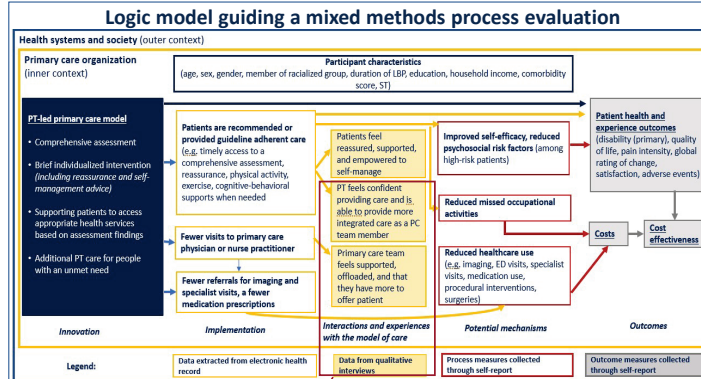 Logic model guiding a mixed methods process evaluation
Health systems and society (outer context)
Primary care organization
(inner context)
Participant characteristics
(age, sex, gender, member of racialized group, duration of LBP, education, household income, comorbidity
score, ST)
PT-led primary care model
• Comprehensive assessment
• Brief individualized intervention
(including reassurance and self-
management advice)
• Supporting patients to access
appropriate health services
based on assessment findings
• Additional PT care for people
with an unmet need
Patients are recommended or
provided guideline adherent care
(e.g, timely access to a
comprehensive assessment,
reassurance, physical activity,
exercise, cognitive-behavioral
supports when needed
Fewer visits to primary care
physician or nurse practitioner
Fewer referrals for imaging and
specialist visits, a fewer
medication prescriptions
Patients feel
reassured, supported,
and empowered to
self-manage
PT feels confident
providing care and is
able to provide more
integrated care as a PC
team member
Primary care team
feels supported,
offloaded, and that
they have more to
offer patient
Improved self-efficacy, reduced
psychosocial risk factors (among
high-risk patients)
Reduced missed occupational
activities
Reduced healthcare use
(e.g, imaging, ED visits, specialist
visits, medication use,
procedural interventions,
surgeries)
Patient health and
experience outcomes
(disability (primary), quality
of life, pain intensity, global
rating of change,
satisfaction, adverse events)
Costs
Cost
effectiveness
Innovation
Implementation
Interactions and experiences
with the model of care
Potential mechanisms
Outcomes
Legend:
Data extracted from electronic health
record
Data from qualitative
interviews
Process measures collected
through self-report
Outcome measures collected
through self-report